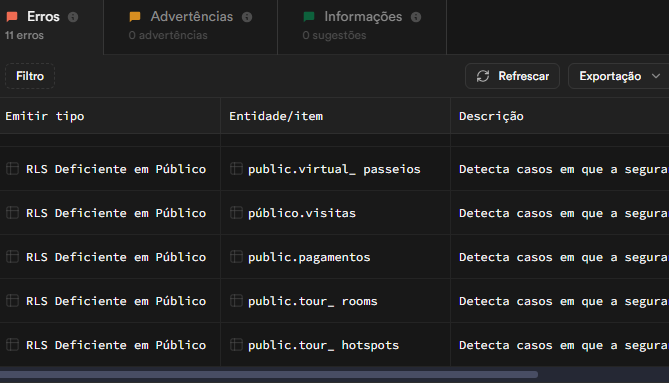 Erros Advertências Informações
11 erros 0 advertências 0 sugestões
Filtro Refrescar Exportação
Emitir tipo Entidade/item Descrição
RLS Deficiente em Público public.virtual_ passeios Detecta casos em que a segura
RLS Deficiente em Público público.visitas Detecta casos em que a segura
RLS Deficiente em Público public.pagamentos Detecta casos em que a segura
RLS Deficiente em Público public.tour_ rooms Detecta casos em que a segura
RLS Deficiente em Público public.tour_ hotspots Detecta casos em que a segura